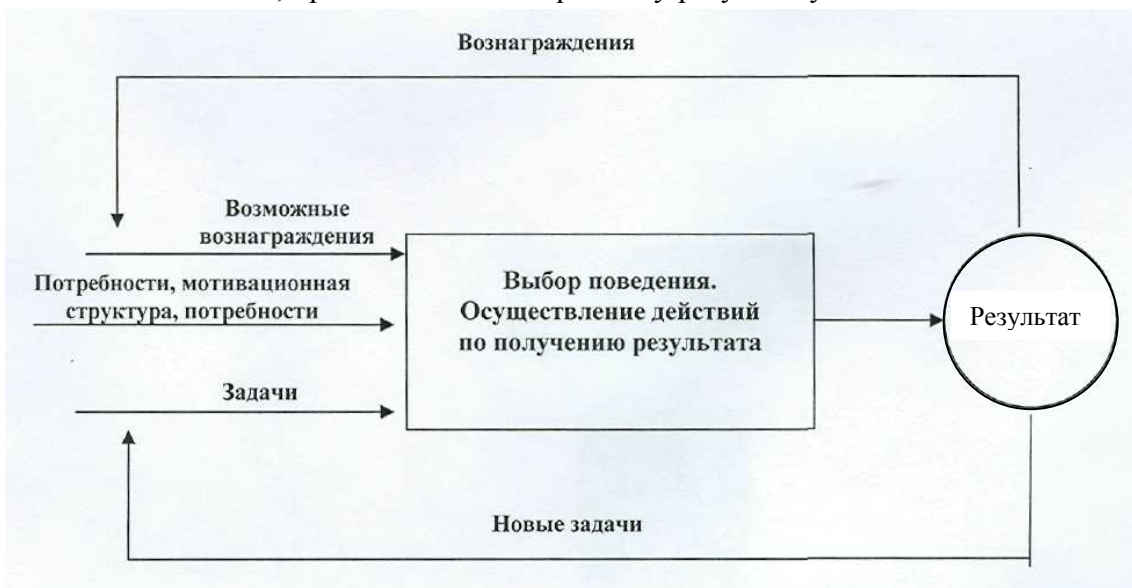 Вознаграждения
Возможные
вознаграждения
Потребности, мотивационная
структура, потребности
Задачи
Выбор поведения.
Осуществление действий
по получению результата
Результат
Новые задачи